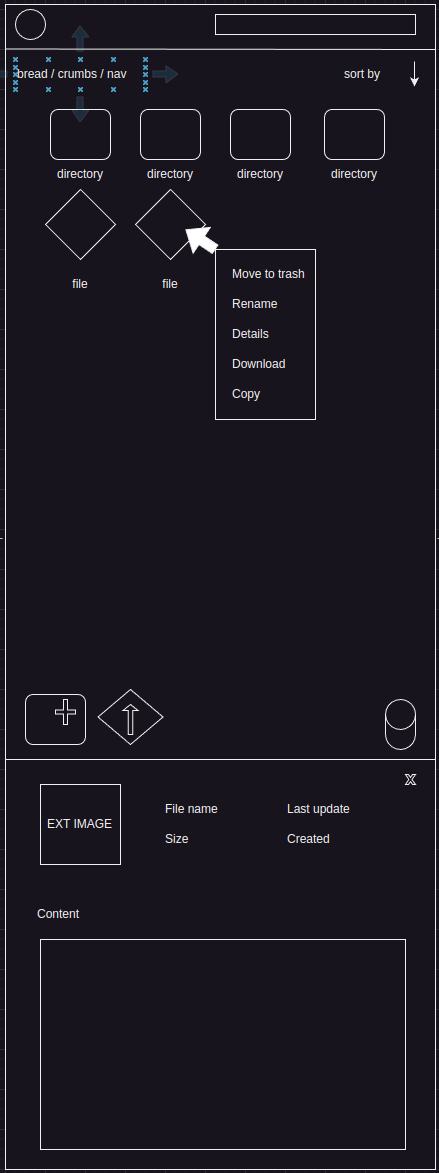 bread / crumbs / nav
sort by
directory
directory
directory
directory
file
file
Move to trash
Rename
Details
Download
Copy
X
EXT IMAGE
File name
Last update
Size
Created
Content